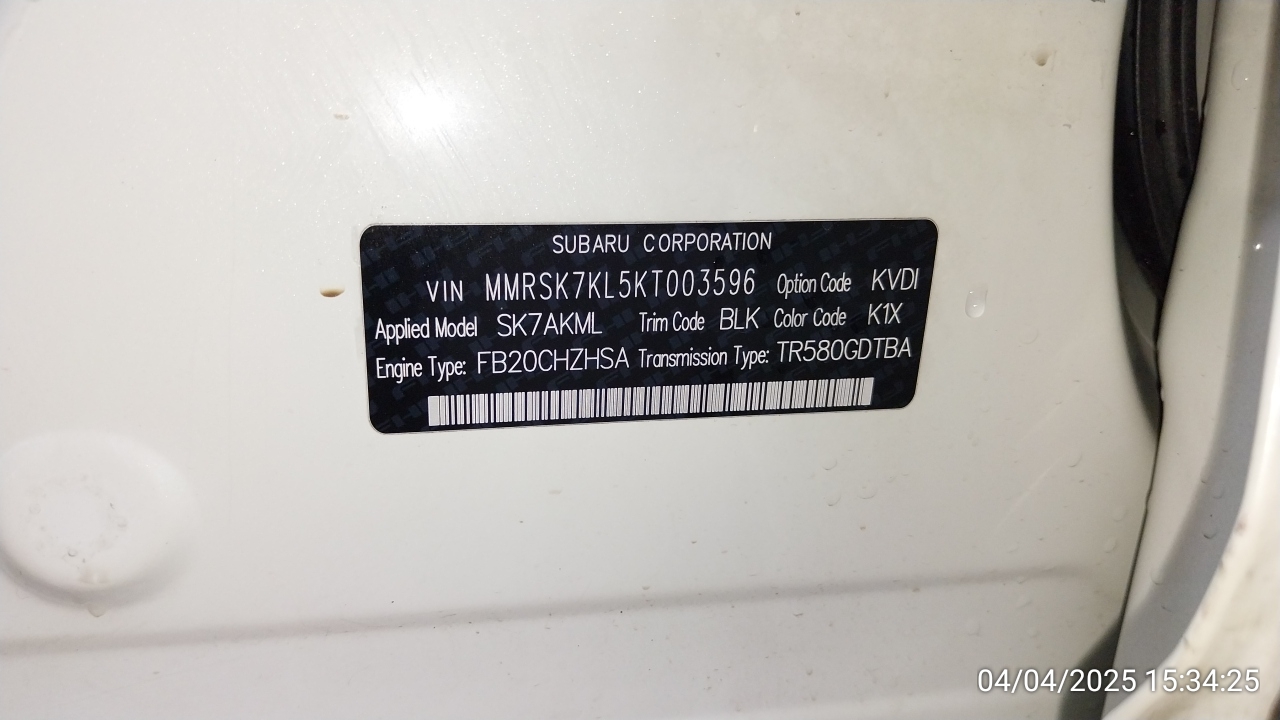 SUBARU CORPORATION
VIN MMRSK7KL5KT003596 Option Code KVDI
Applied Model SK7AKML Trim Code BLK Color Code K1X
Engine Type: FB20CHZHSA Transmission Type: TR580GDTBA
04/04/2025 15:34:25